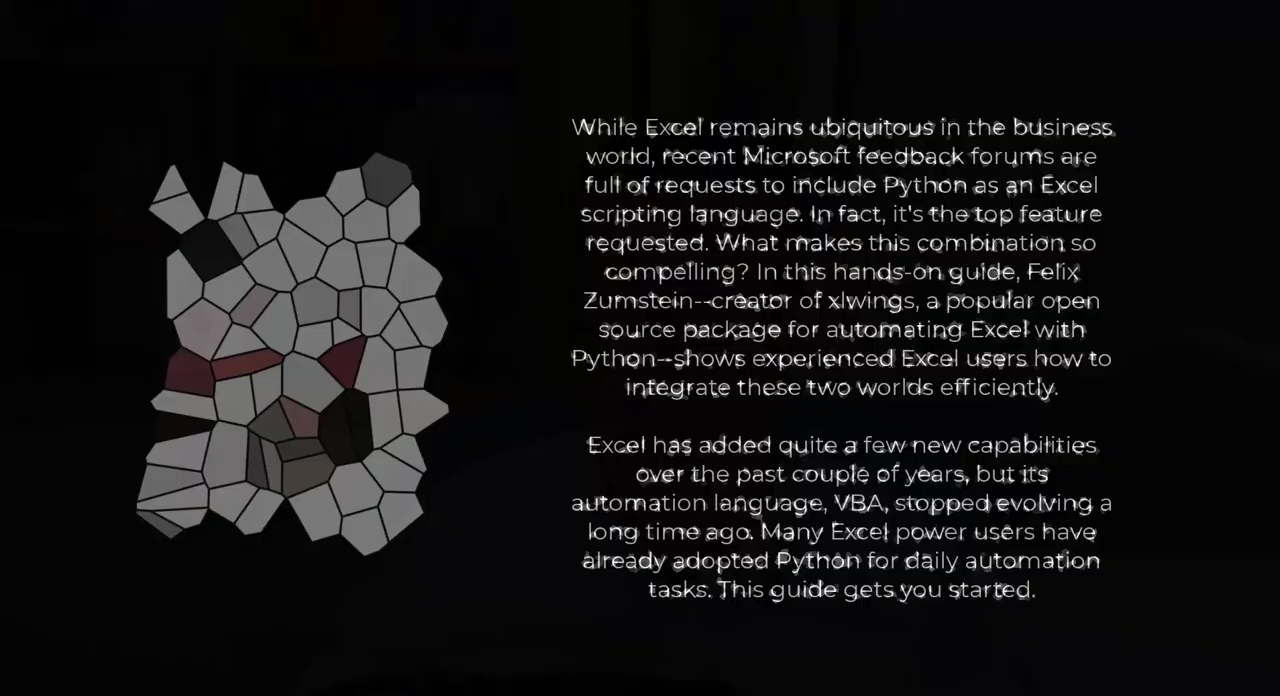 While Excel remains ubiquitous in the business
world, recent Microsoft feedback forums are
full of requests to include Python as an Excel
scripting language. In fact, it's the top feature
requested. What makes this combination so
compelling? In this hands-on guide, Felix
Zumstein--creator of xlwings, a popular open
source package for automating Excel with
Python--shows experienced Excel users how to
integrate these two worlds efficiently.
Excel has added quite a few new capabilities
over the past couple of years, but its
automation language, VBA, stopped evolving a
long time ago. Many Excel power users have
already adopted Python for daily automation
tasks. This guide gets you started.